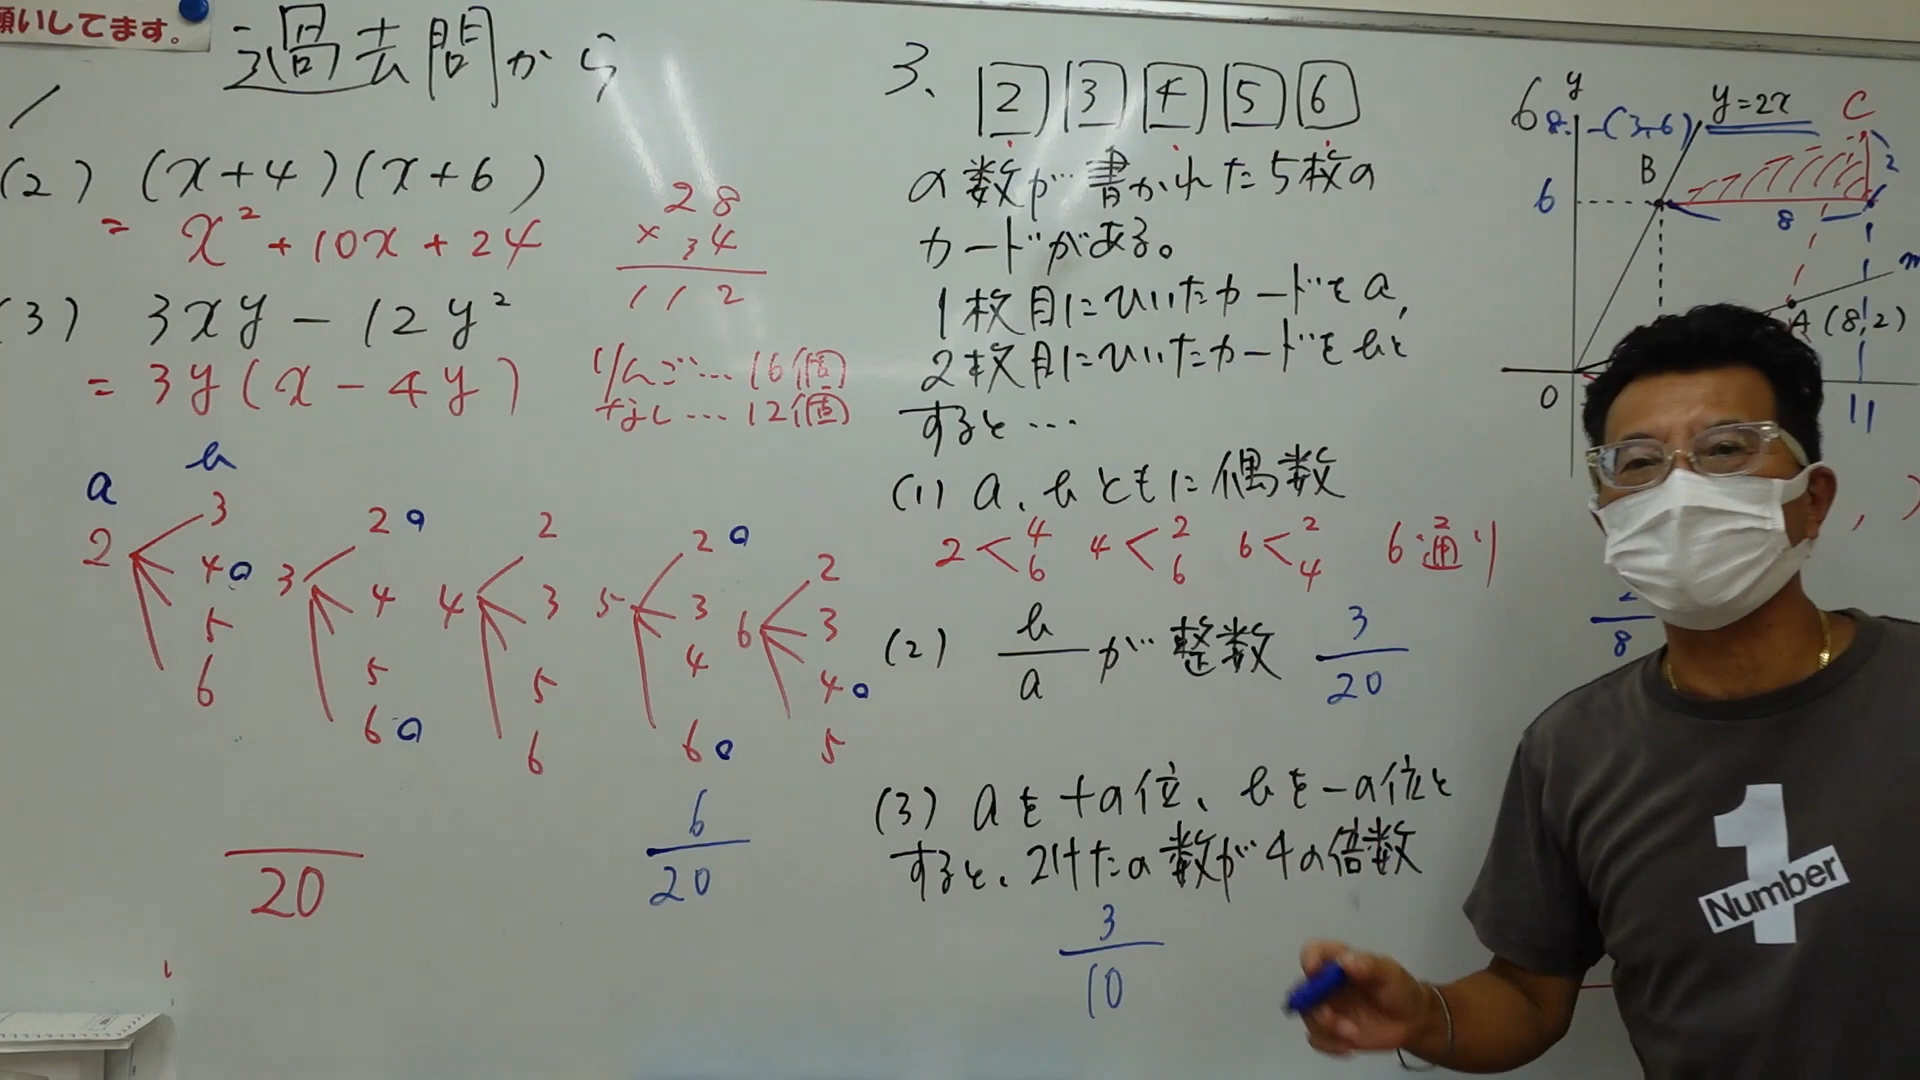 願いしてます。
過去問から
(2) (x+4)(x+6)
= x²+10x+24
(3) 3xy-12y²
= 3y(x-4y)
28
×34
112
りんご…16個
なし…12個
a b
2 3 4 5 6
3 2 4 5 6
4 2 3 5 6
5 2 3 4 6
6 2 3 4 5
20
6
20
3、 2 3 4 5 6
の数が書かれた5枚の
カードがある。
1枚目にひいたカードをa,
2枚目にひいたカードをbと
すると…
(1) a、bともに偶数
2<4 6 4<2 6 6<2 4 6通り
(2) b/a が整数 3/20
(3) aを十の位、bを一の位と
すると、2けたの数が4の倍数
3
10
6
y
8
(3,6)
y=2x
C
B
2
6
8
m
A(8,2)
O
11
8
1
Number